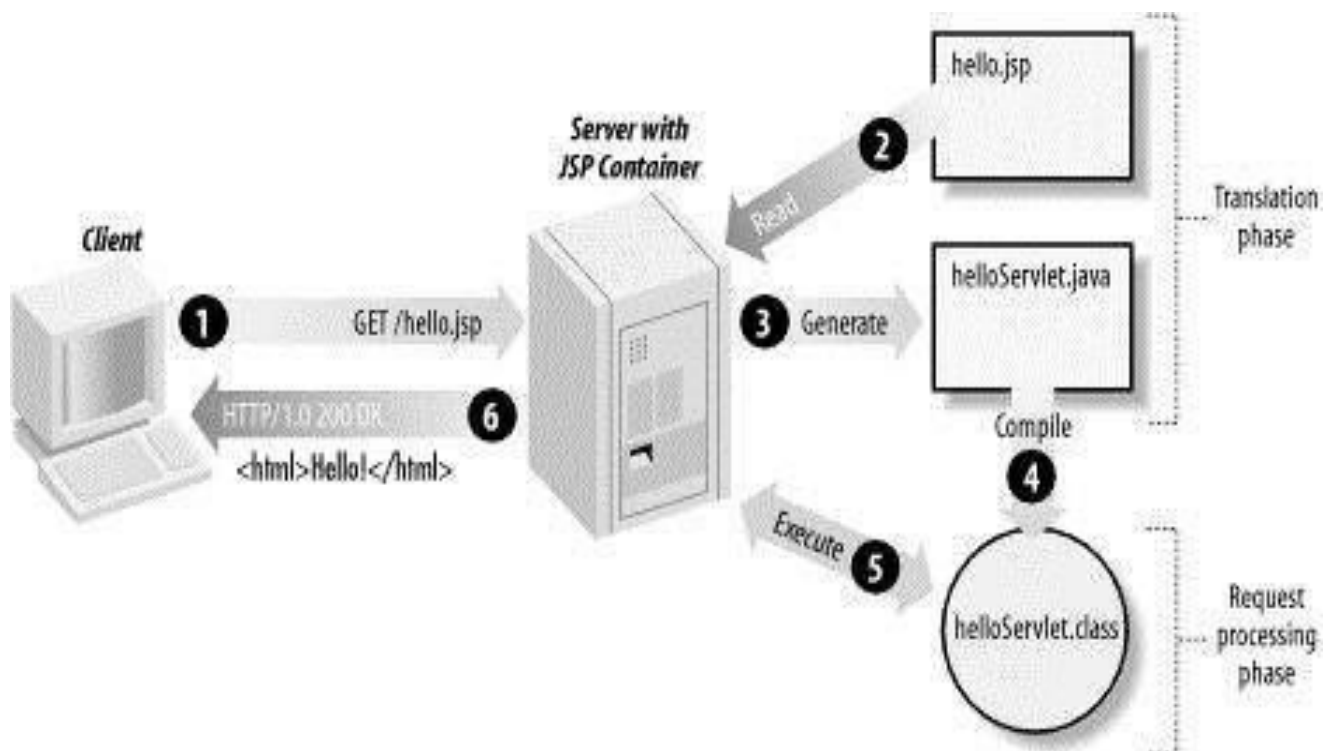 hello.jsp
Server with
JSP Container
2
Read
Translation
phase
Client
helloServlet.java
1
GET /hello.jsp
3
Generate
HTTP/1.0 200 OK
6
Compile
<html>Hello!</html>
4
Execute
5
helloServlet.class
Request
processing
phase